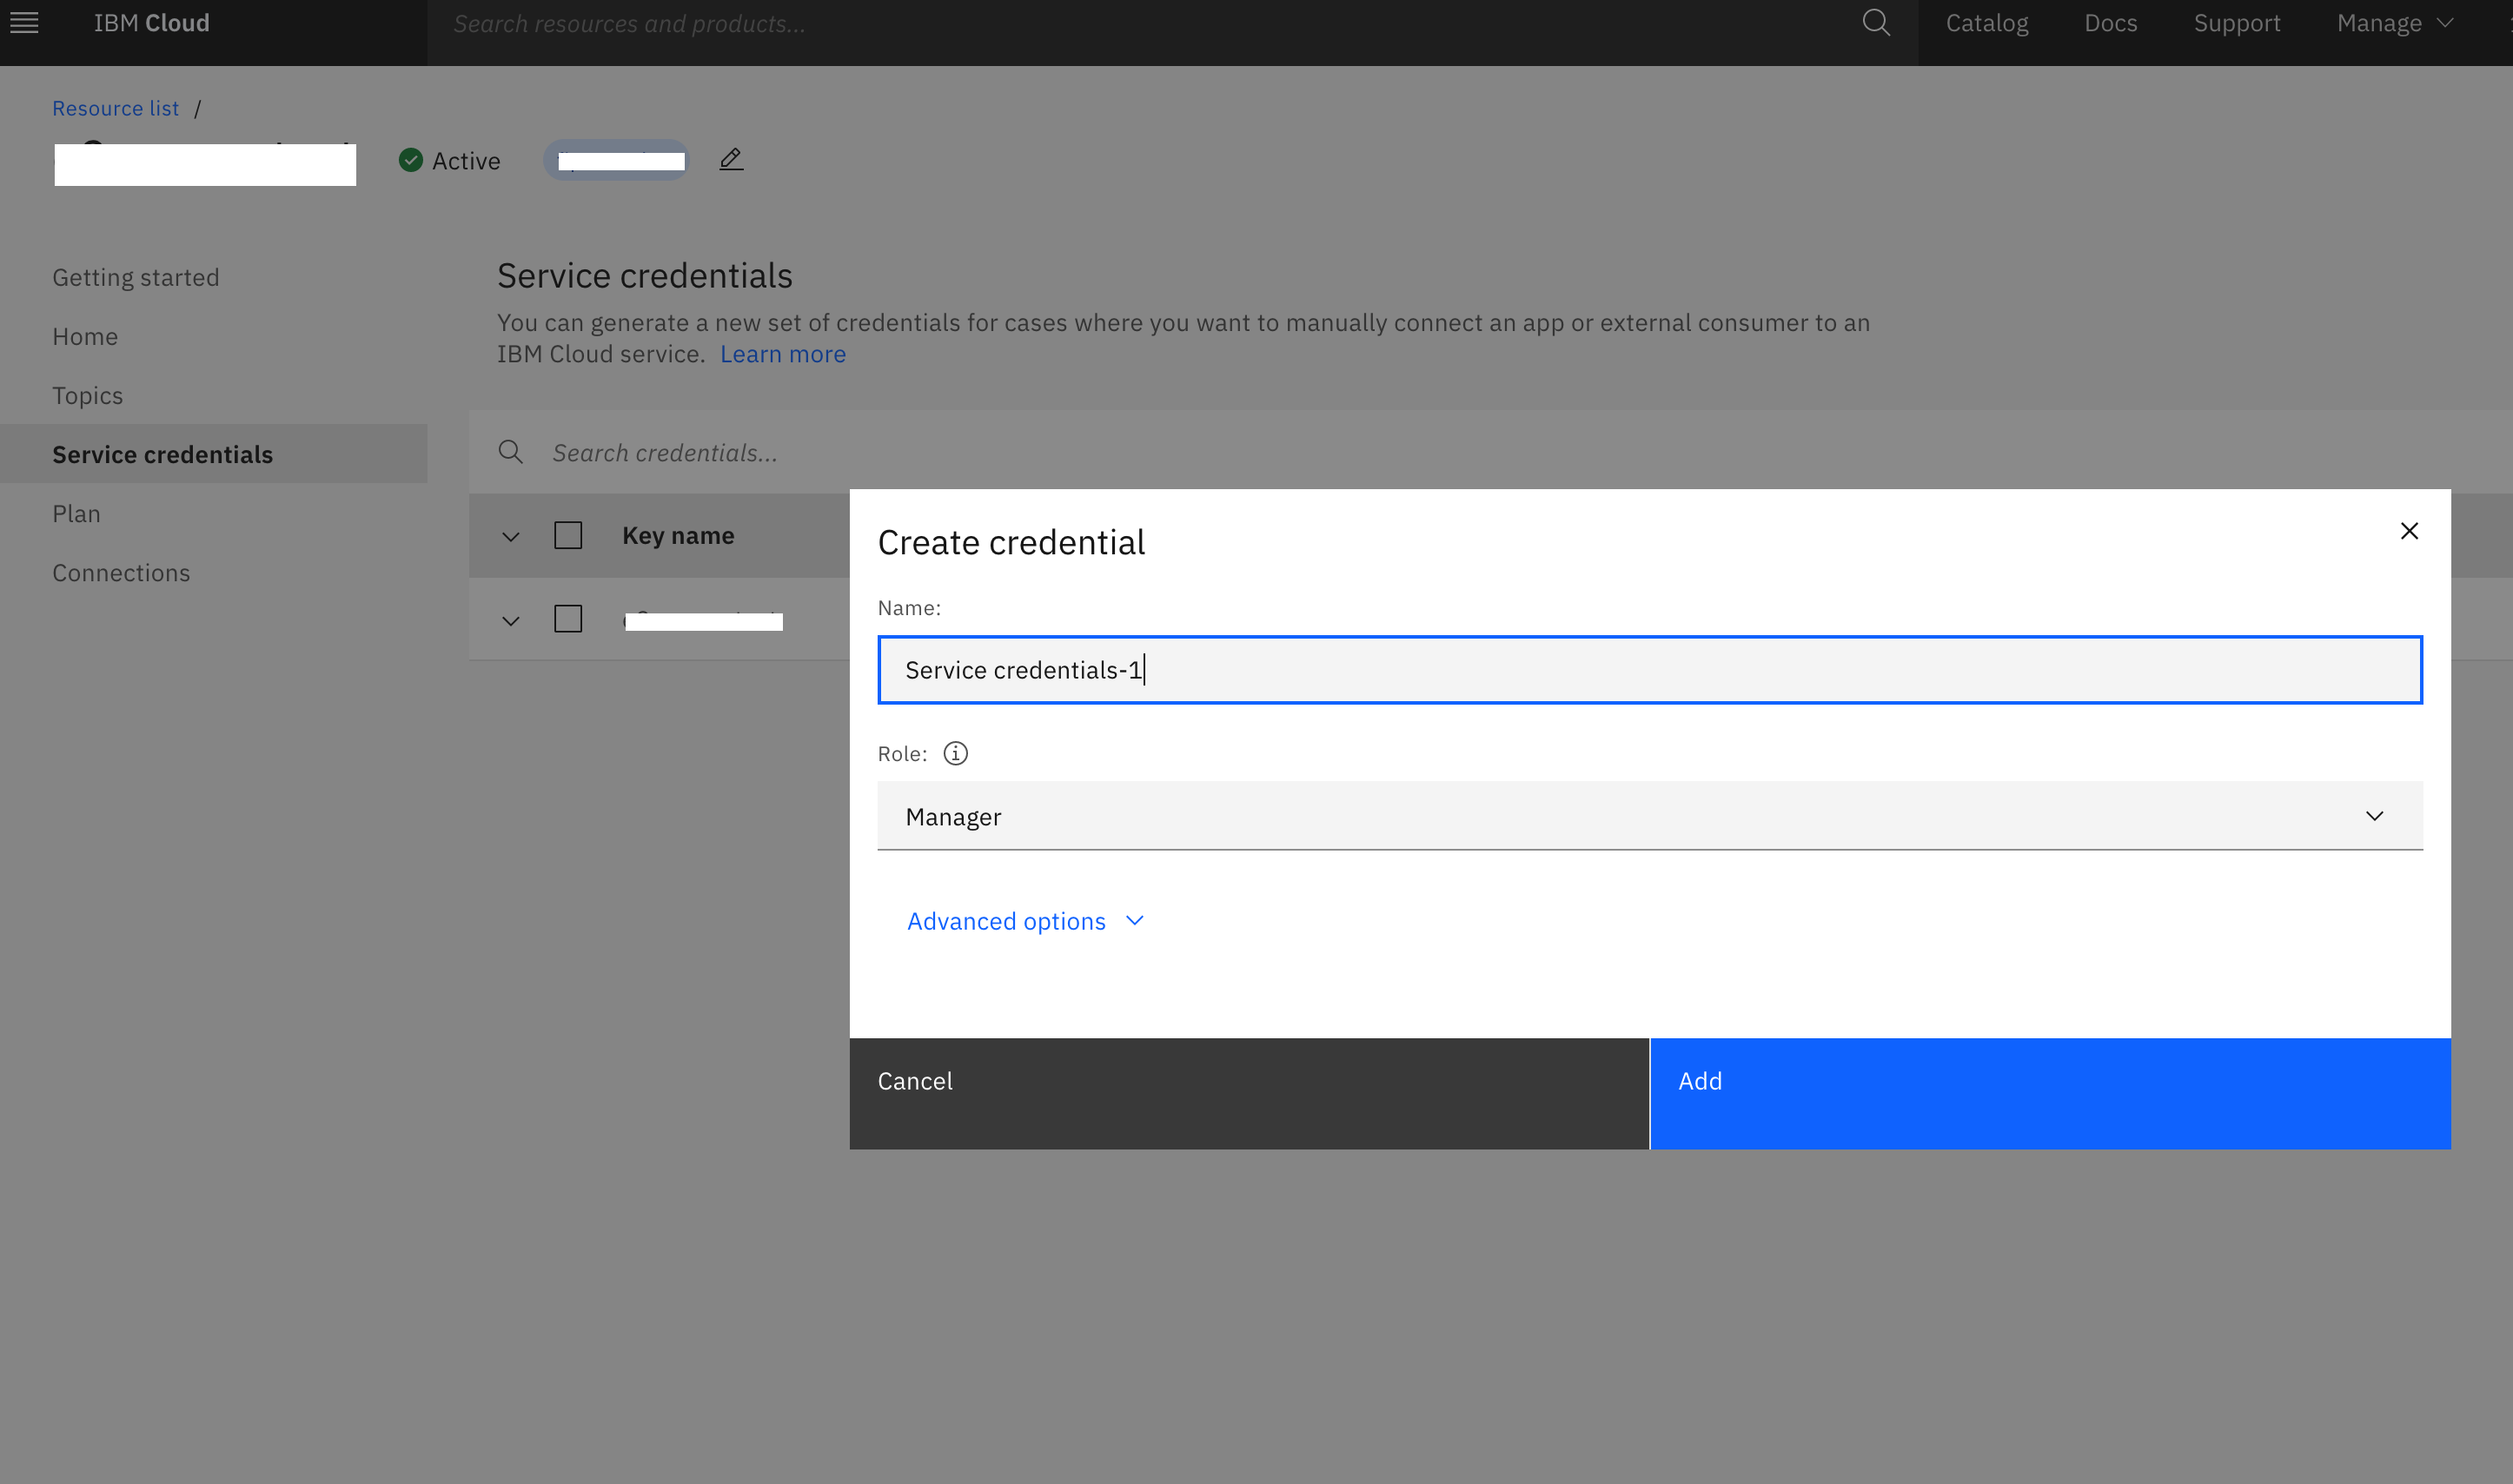 IBM Cloud
Search resources and products...
Catalog
Docs
Support
Manage
Resource list /
Active
Getting started
Home
Topics
Service credentials
Plan
Connections
Service credentials
You can generate a new set of credentials for cases where you want to manually connect an app or external consumer to an
IBM Cloud service. Learn more
Search credentials...
Key name
Create credential
Name:
Service credentials-1
Role:
Manager
Advanced options
Cancel
Add